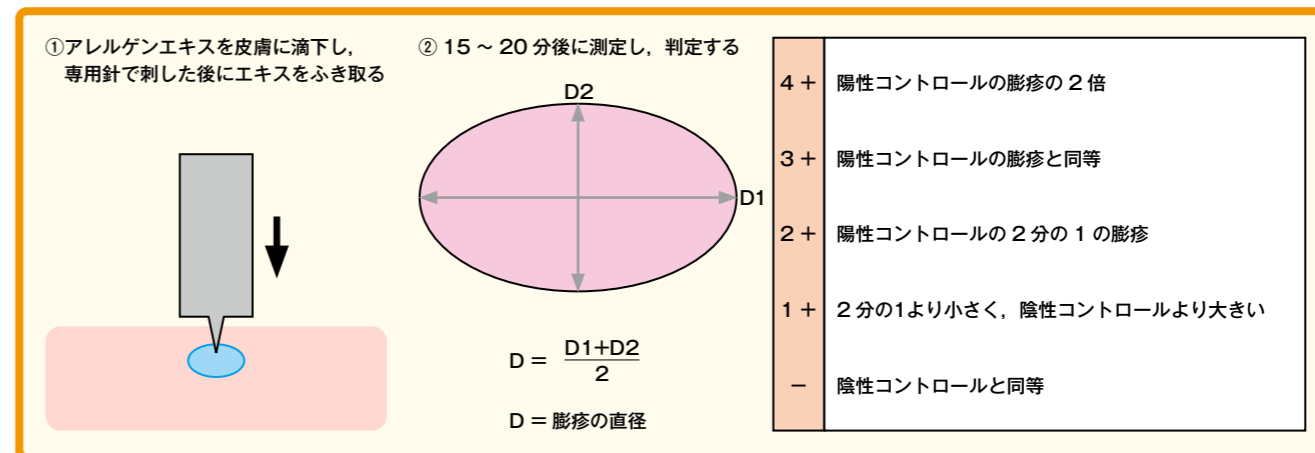 ①アレルゲンエキスを皮膚に滴下し，
専用針で刺した後にエキスをふき取る
② 15 ～ 20 分後に測定し，判定する
D2
D1
D = D1+D2
2
D = 膨疹の直径
4 + 陽性コントロールの膨疹の 2 倍
3 + 陽性コントロールの膨疹と同等
2 + 陽性コントロールの 2 分の 1 の膨疹
1 + 2 分の1より小さく，陰性コントロールより大きい
− 陰性コントロールと同等